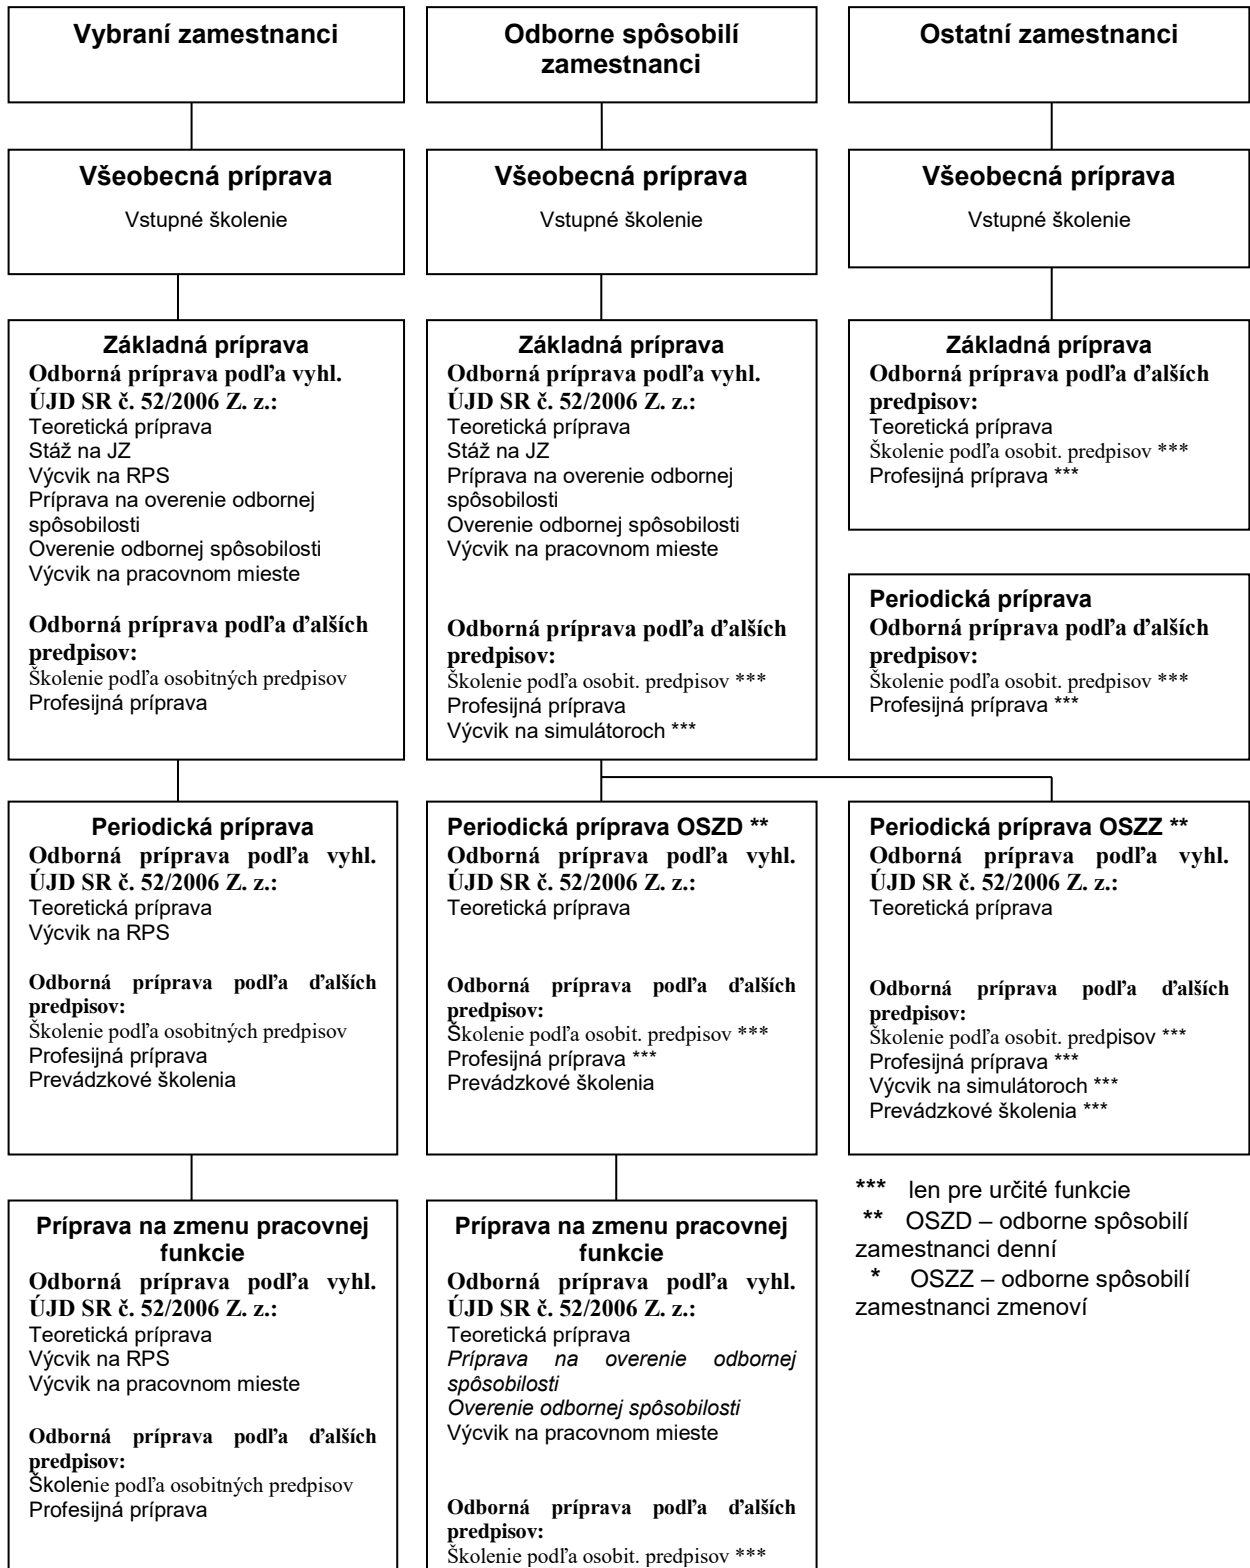 Vybraní zamestnanci
Odborne spôsobilí
zamestnanci
Ostatní zamestnanci
Všeobecná príprava
Vstupné školenie
Všeobecná príprava
Vstupné školenie
Všeobecná príprava
Vstupné školenie
Základná príprava
Odborná príprava podľa vyhl.
ÚJD SR č. 52/2006 Z. z.:
Teoretická príprava
Stáž na JZ
Výcvik na RPS
Príprava na overenie odbornej
spôsobilosti
Overenie odbornej spôsobilosti
Výcvik na pracovnom mieste
Odborná príprava podľa ďalších
predpisov:
Školenie podľa osobitných predpisov
Profesijná príprava
Základná príprava
Odborná príprava podľa vyhl.
ÚJD SR č. 52/2006 Z. z.:
Teoretická príprava
Stáž na JZ
Príprava na overenie odbornej
spôsobilosti
Overenie odbornej spôsobilosti
Výcvik na pracovnom mieste
Odborná príprava podľa ďalších
predpisov:
Školenie podľa osobit. predpisov ***
Profesijná príprava
Výcvik na simulátoroch ***
Základná príprava
Odborná príprava podľa ďalších
predpisov:
Teoretická príprava
Školenie podľa osobit. predpisov ***
Profesijná príprava ***
Periodická príprava
Odborná príprava podľa ďalších
predpisov:
Školenie podľa osobit. predpisov ***
Profesijná príprava ***
Periodická príprava
Odborná príprava podľa vyhl.
ÚJD SR č. 52/2006 Z. z.:
Teoretická príprava
Výcvik na RPS
Odborná príprava podľa ďalších
predpisov:
Školenie podľa osobitných predpisov
Profesijná príprava
Prevádzkové školenia
Periodická príprava OSZD **
Odborná príprava podľa vyhl.
ÚJD SR č. 52/2006 Z. z.:
Teoretická príprava
Odborná príprava podľa ďalších
predpisov:
Školenie podľa osobit. predpisov ***
Profesijná príprava ***
Prevádzkové školenia
Periodická príprava OSZZ **
Odborná príprava podľa vyhl.
ÚJD SR č. 52/2006 Z. z.:
Teoretická príprava
Odborná príprava podľa ďalších
predpisov:
Školenie podľa osobit. predpisov ***
Profesijná príprava ***
Výcvik na simulátoroch ***
Prevádzkové školenia ***
Príprava na zmenu pracovnej
funkcie
Odborná príprava podľa vyhl.
ÚJD SR č. 52/2006 Z. z.:
Teoretická príprava
Výcvik na RPS
Výcvik na pracovnom mieste
Odborná príprava podľa ďalších
predpisov:
Školenie podľa osobitných predpisov
Profesijná príprava
Príprava na zmenu pracovnej
funkcie
Odborná príprava podľa vyhl.
ÚJD SR č. 52/2006 Z. z.:
Teoretická príprava
Príprava na overenie odbornej
spôsobilosti
Overenie odbornej spôsobilosti
Výcvik na pracovnom mieste
Odborná príprava podľa ďalších
predpisov:
Školenie podľa osobit. predpisov ***
*** len pre určité funkcie
** OSZD – odborne spôsobilí
zamestnanci denní
* OSZZ – odborne spôsobilí
zamestnanci zmenoví